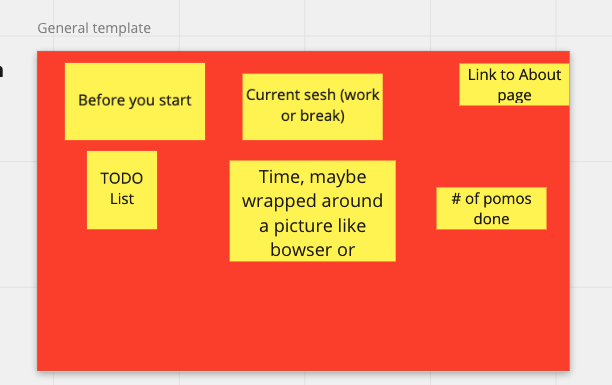 General template
Before you start
Current sesh (work
or break)
Link to About
page
TODO
List
Time, maybe
wrapped around
a picture like
bowser or
# of pomos
done